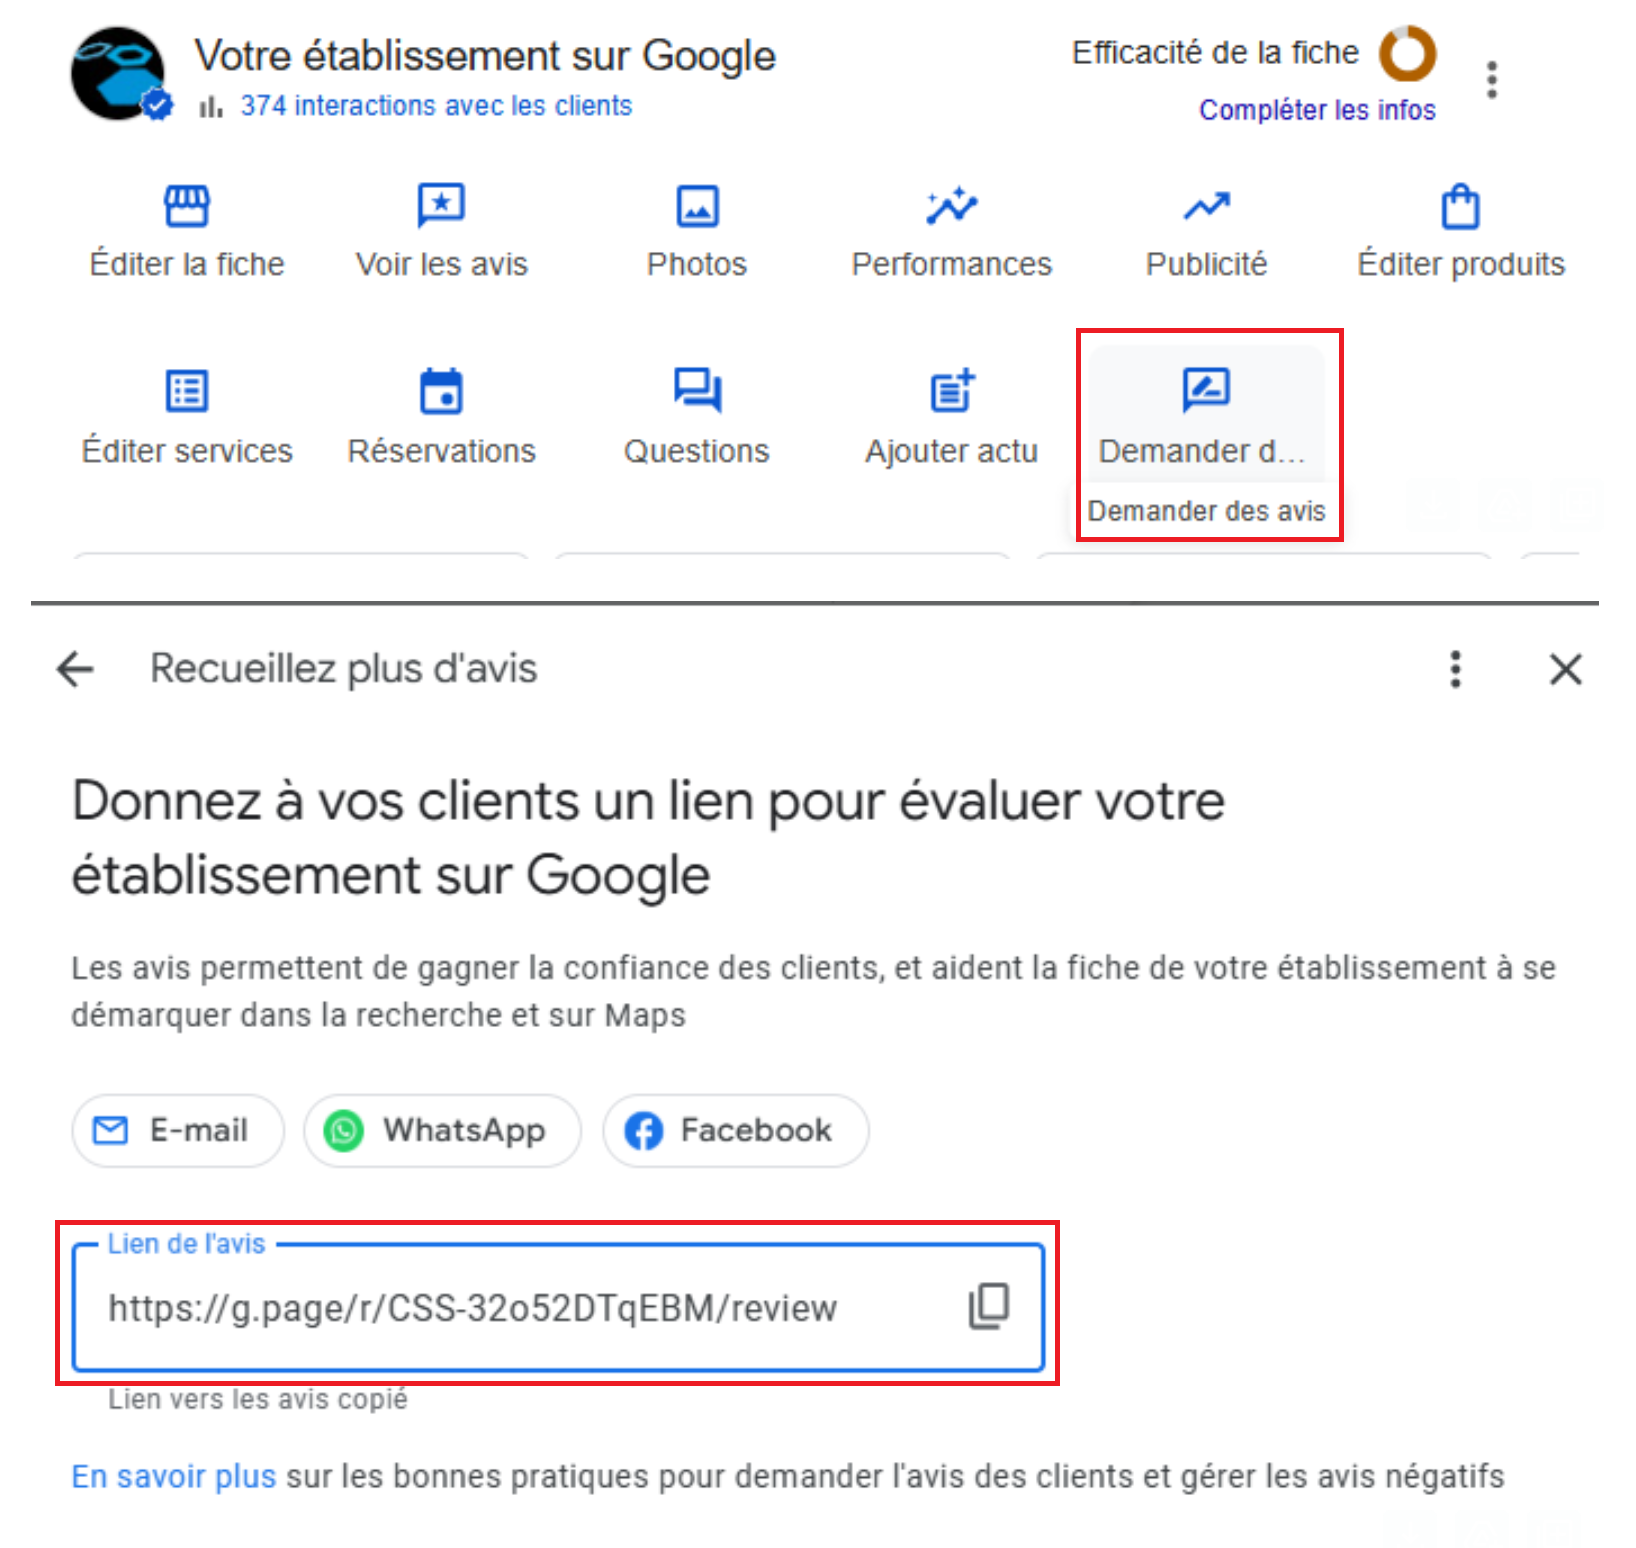 Votre établissement sur Google
374 interactions avec les clients
Efficacité de la fiche
Compléter les infos
Éditer la fiche
Voir les avis
Photos
Performances
Publicité
Éditer produits
Éditer services
Réservations
Questions
Ajouter actu
Demander d...
Demander des avis
Recueillez plus d'avis
Donnez à vos clients un lien pour évaluer votre
établissement sur Google
Les avis permettent de gagner la confiance des clients, et aident la fiche de votre établissement à se
démarquer dans la recherche et sur Maps
E-mail
WhatsApp
Facebook
Lien de l'avis
https://g.page/r/CSS-32o52DTqEBM/review
Lien vers les avis copié
En savoir plus sur les bonnes pratiques pour demander l'avis des clients et gérer les avis négatifs